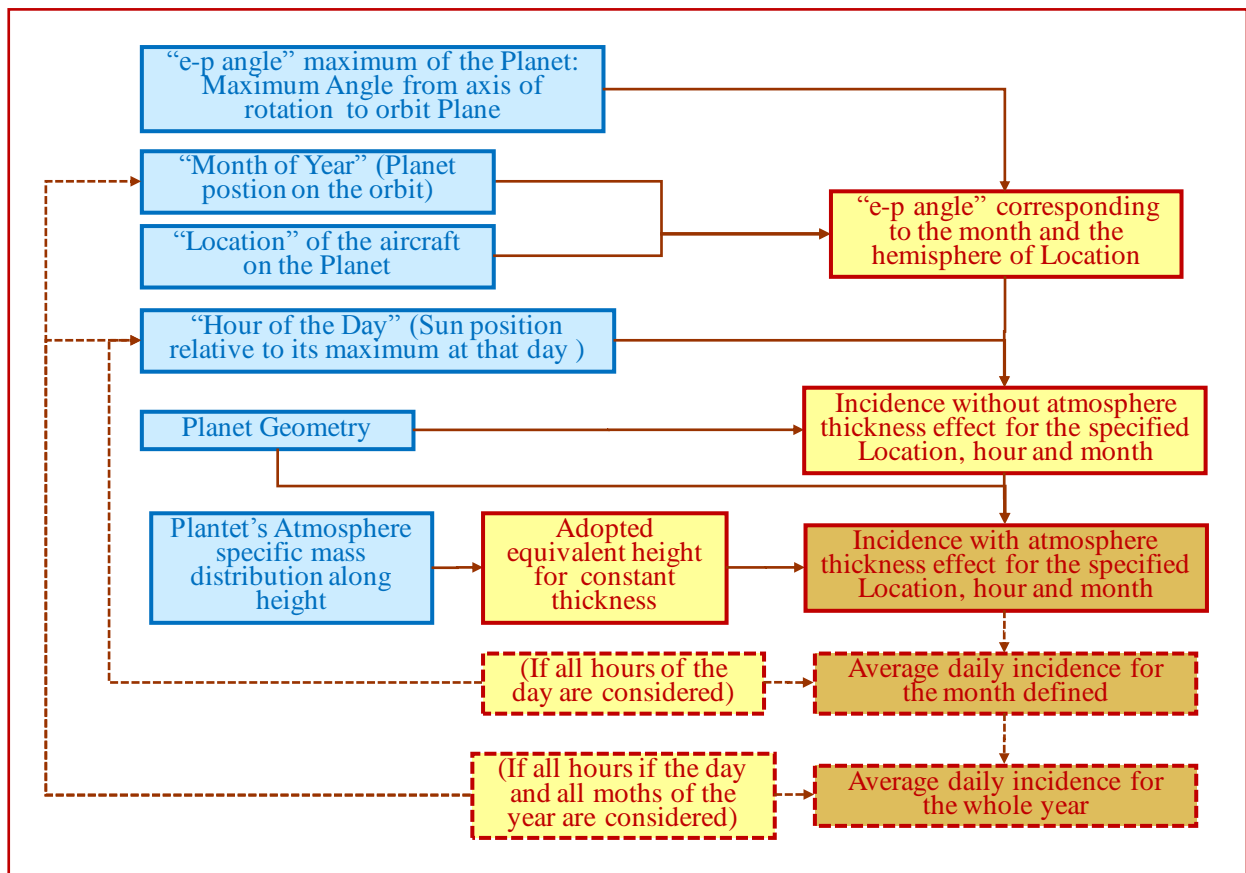 “e-p angle” maximum of the Planet:
Maximum Angle from axis of
rotation to orbit Plane
“Month of Year” (Planet
postion on the orbit)
“Location” of the aircraft
on the Planet
“e-p angle” corresponding
to the month and the
hemisphere of Location
“Hour of the Day” (Sun position
relative to its maximum at that day )
Planet Geometry
Incidence without atmosphere
thickness effect for the specified
Location, hour and month
Plantet’s Atmosphere
specific mass
distribution along
height
Adopted
equivalent height
for constant
thickness
Incidence with atmosphere
thickness effect for the specified
Location, hour and month
(If all hours of the
day are considered)
Average daily incidence for
the month defined
(If all hours if the day
and all moths of the
year are considered)
Average daily incidence for
the whole year